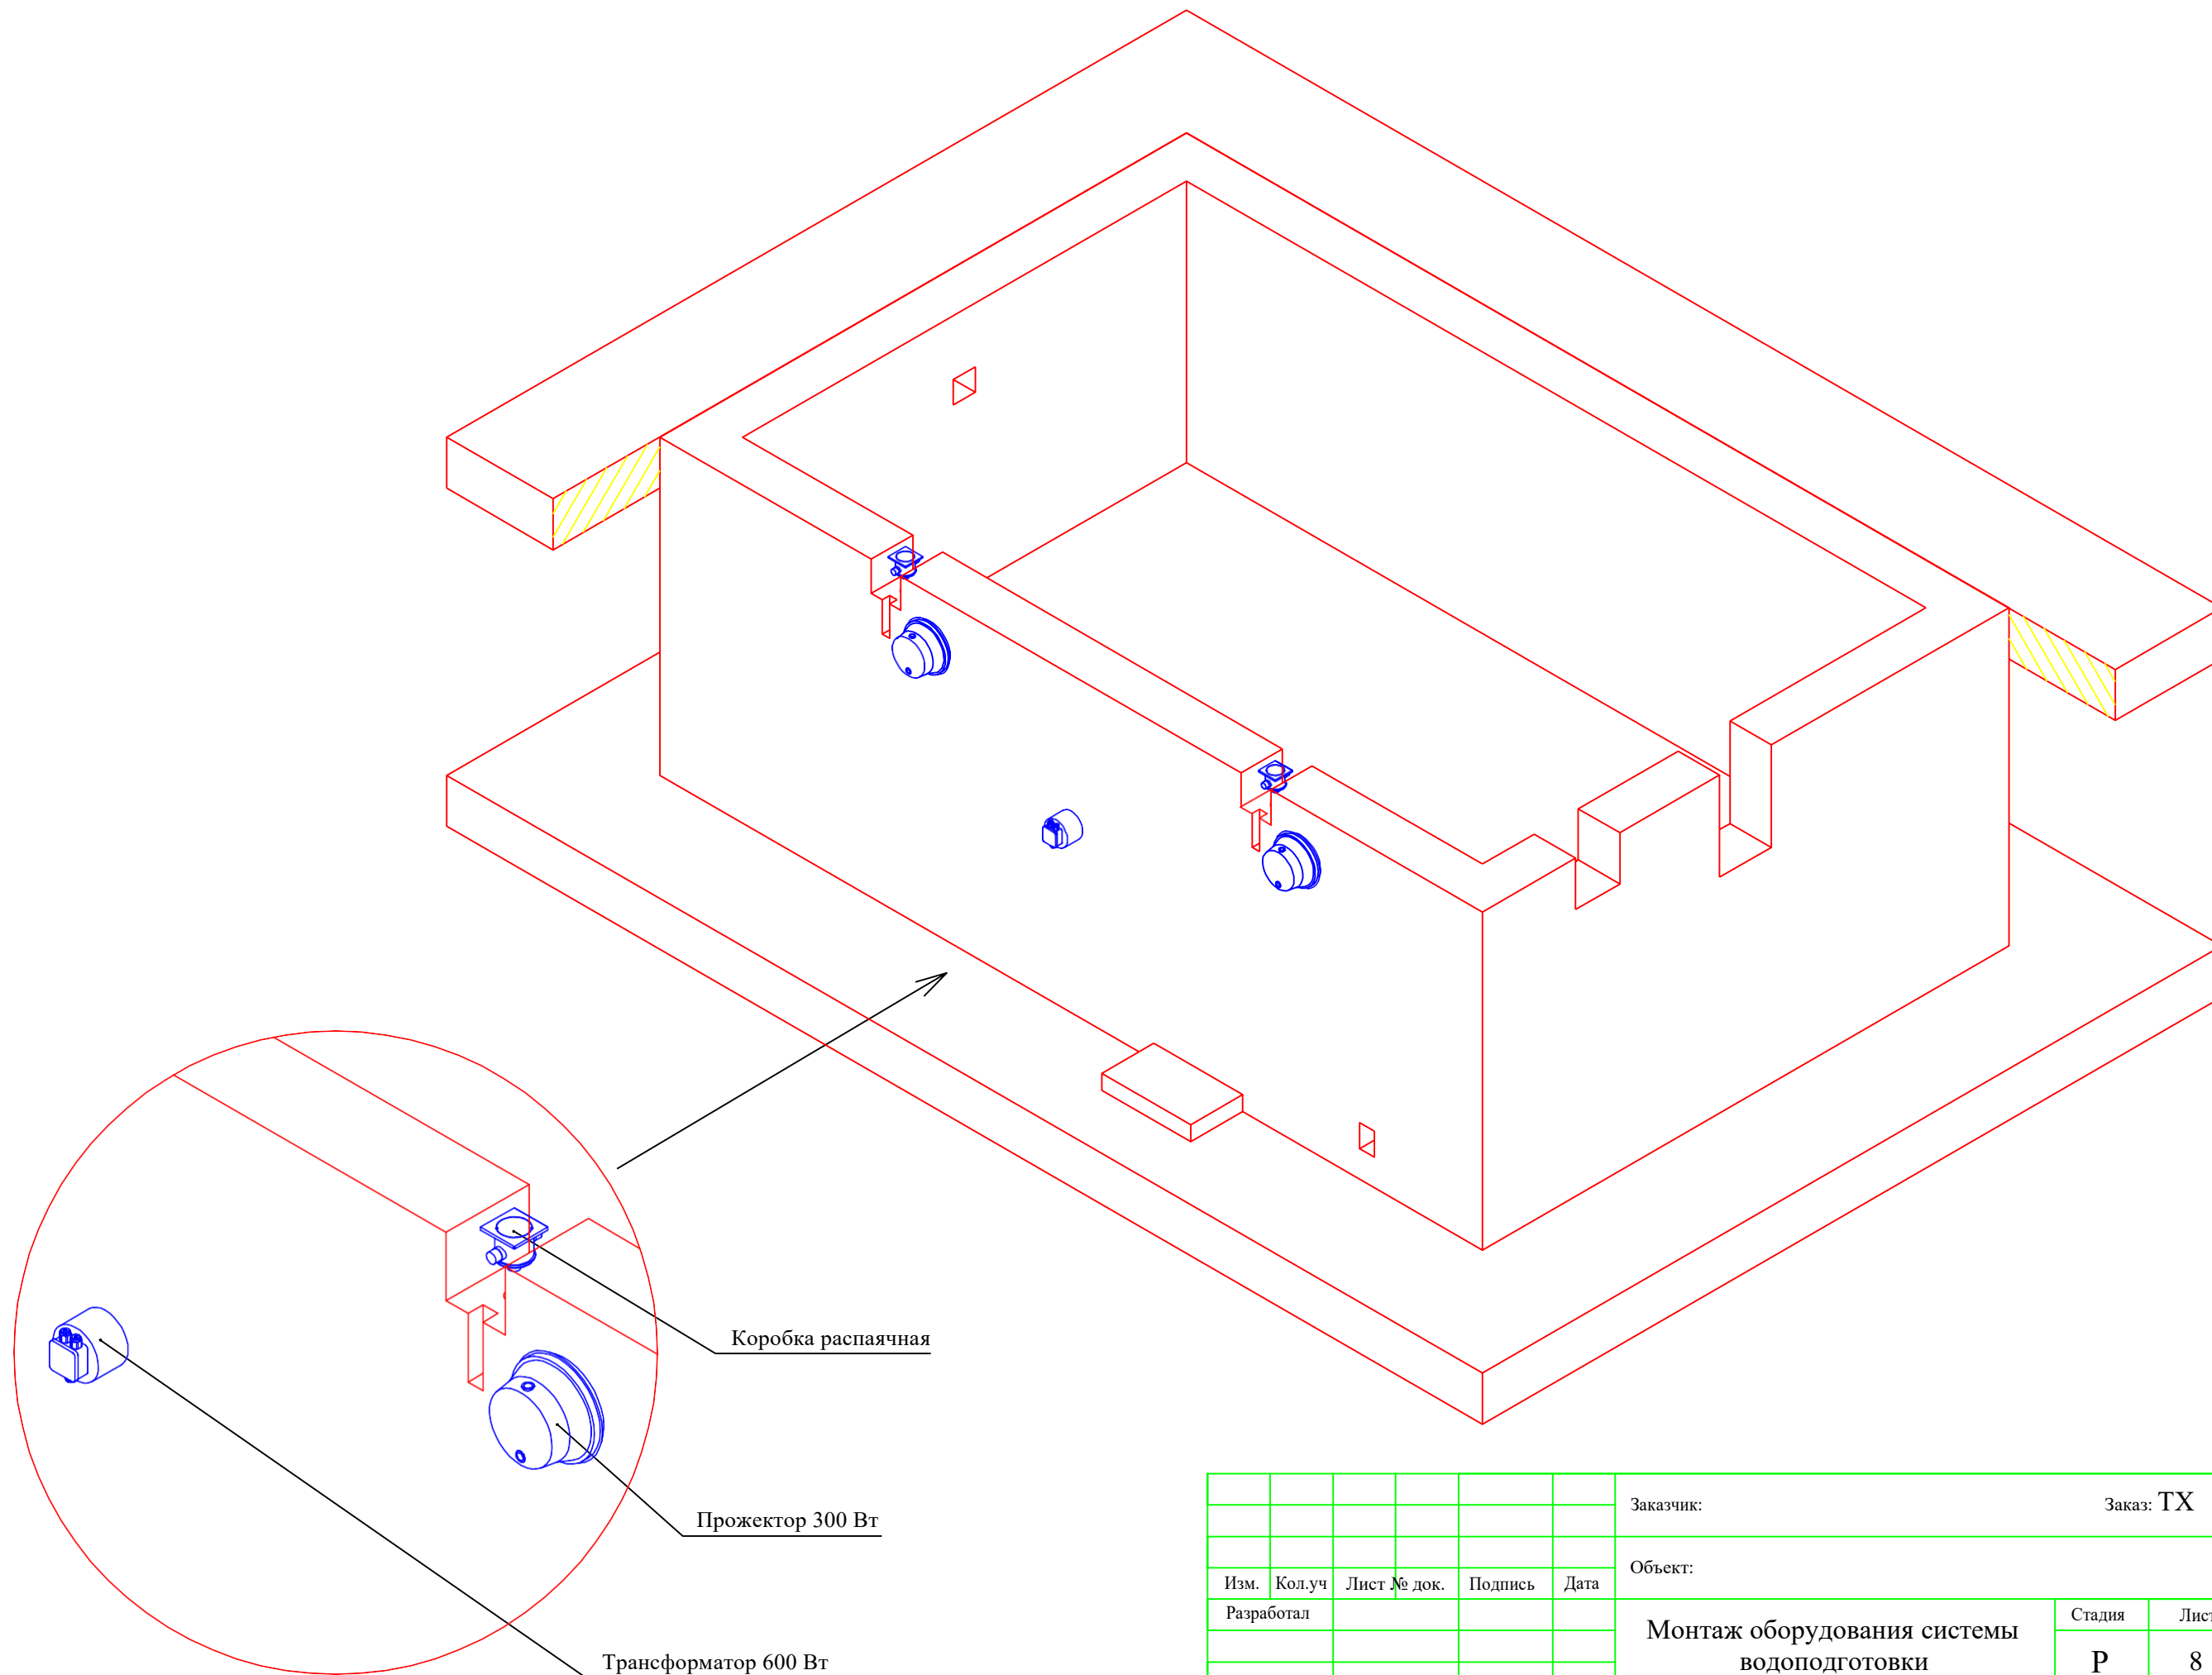 Коробка распаячная
Прожектор 300 Вт
Трансформатор 600 Вт
Заказчик: Заказ: ТХ
Объект:
Изм. Кол.уч Лист № док. Подпись Дата
Разработал
Монтаж оборудования системы
водоподготовки
Стадия Лист
Р 8